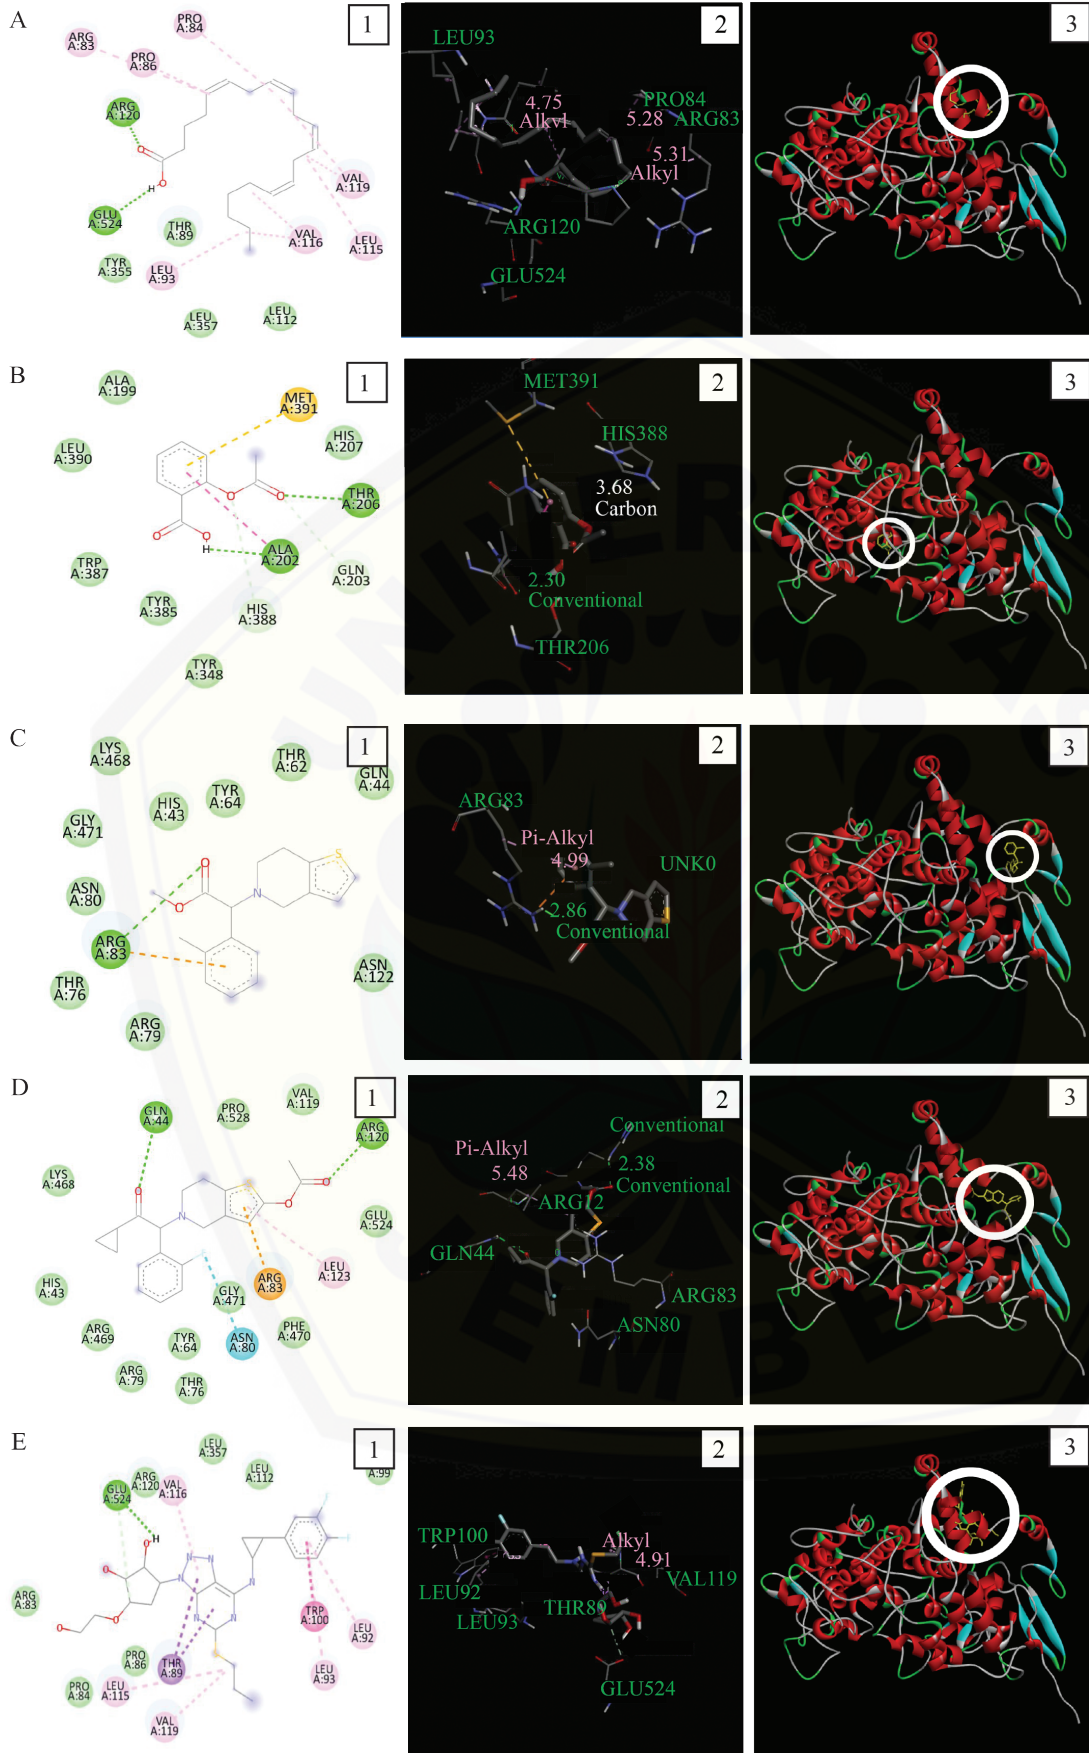 A
1
ARG
A:83
PRO
A:84
PRO
A:86
ARG
A:120
O
H
O
GLU
A:524
THR
A:89
TYR
A:355
LEU
A:93
VAL
A:116
VAL
A:119
LEU
A:115
LEU
A:357
LEU
A:112
2
LEU93
4.75
Alkyl
PRO84
5.28
ARG83
5.31
Alkyl
ARG120
GLU524
3
B
1
ALA
A:199
MET
A:391
LEU
A:390
HIS
A:207
THR
A:206
O
O
O
O
H
ALA
A:202
GLN
A:203
TRP
A:387
TYR
A:385
HIS
A:388
TYR
A:348
2
MET391
HIS388
3.68
Carbon
2.30
Conventional
THR206
3
C
1
LYS
A:468
THR
A:62
GLN
A:44
HIS
A:43
TYR
A:64
GLY
A:471
S
O
O
N
ASN
A:80
ARG
A:83
THR
A:76
ASN
A:122
ARG
A:79
2
ARG83
Pi-Alkyl
4.99
UNK0
2.86
Conventional
3
D
1
GLN
A:44
PRO
A:528
VAL
A:119
ARG
A:120
LYS
A:468
O
O
O
N
GLU
A:524
LEU
A:123
HIS
A:43
GLY
A:471
ARG
A:83
ARG
A:469
TYR
A:64
ASN
A:80
PHE
A:470
ARG
A:79
THR
A:76
2
Conventional
Pi-Alkyl
5.48
2.38
Conventional
ARG12
GLN44
ARG83
ASN80
3
E
1
LEU
A:357
ARG
A:120
VAL
A:116
LEU
A:112
A:99
GLU
A:524
H
O
O
N
N
N
N
N
N
O
O
ARG
A:83
TRP
A:100
LEU
A:92
PRO
A:86
THR
A:89
LEU
A:93
PRO
A:84
LEU
A:115
VAL
A:119
2
TRP100
Alkyl
4.91
LEU92
VAL119
LEU93
THR89
GLU524
3